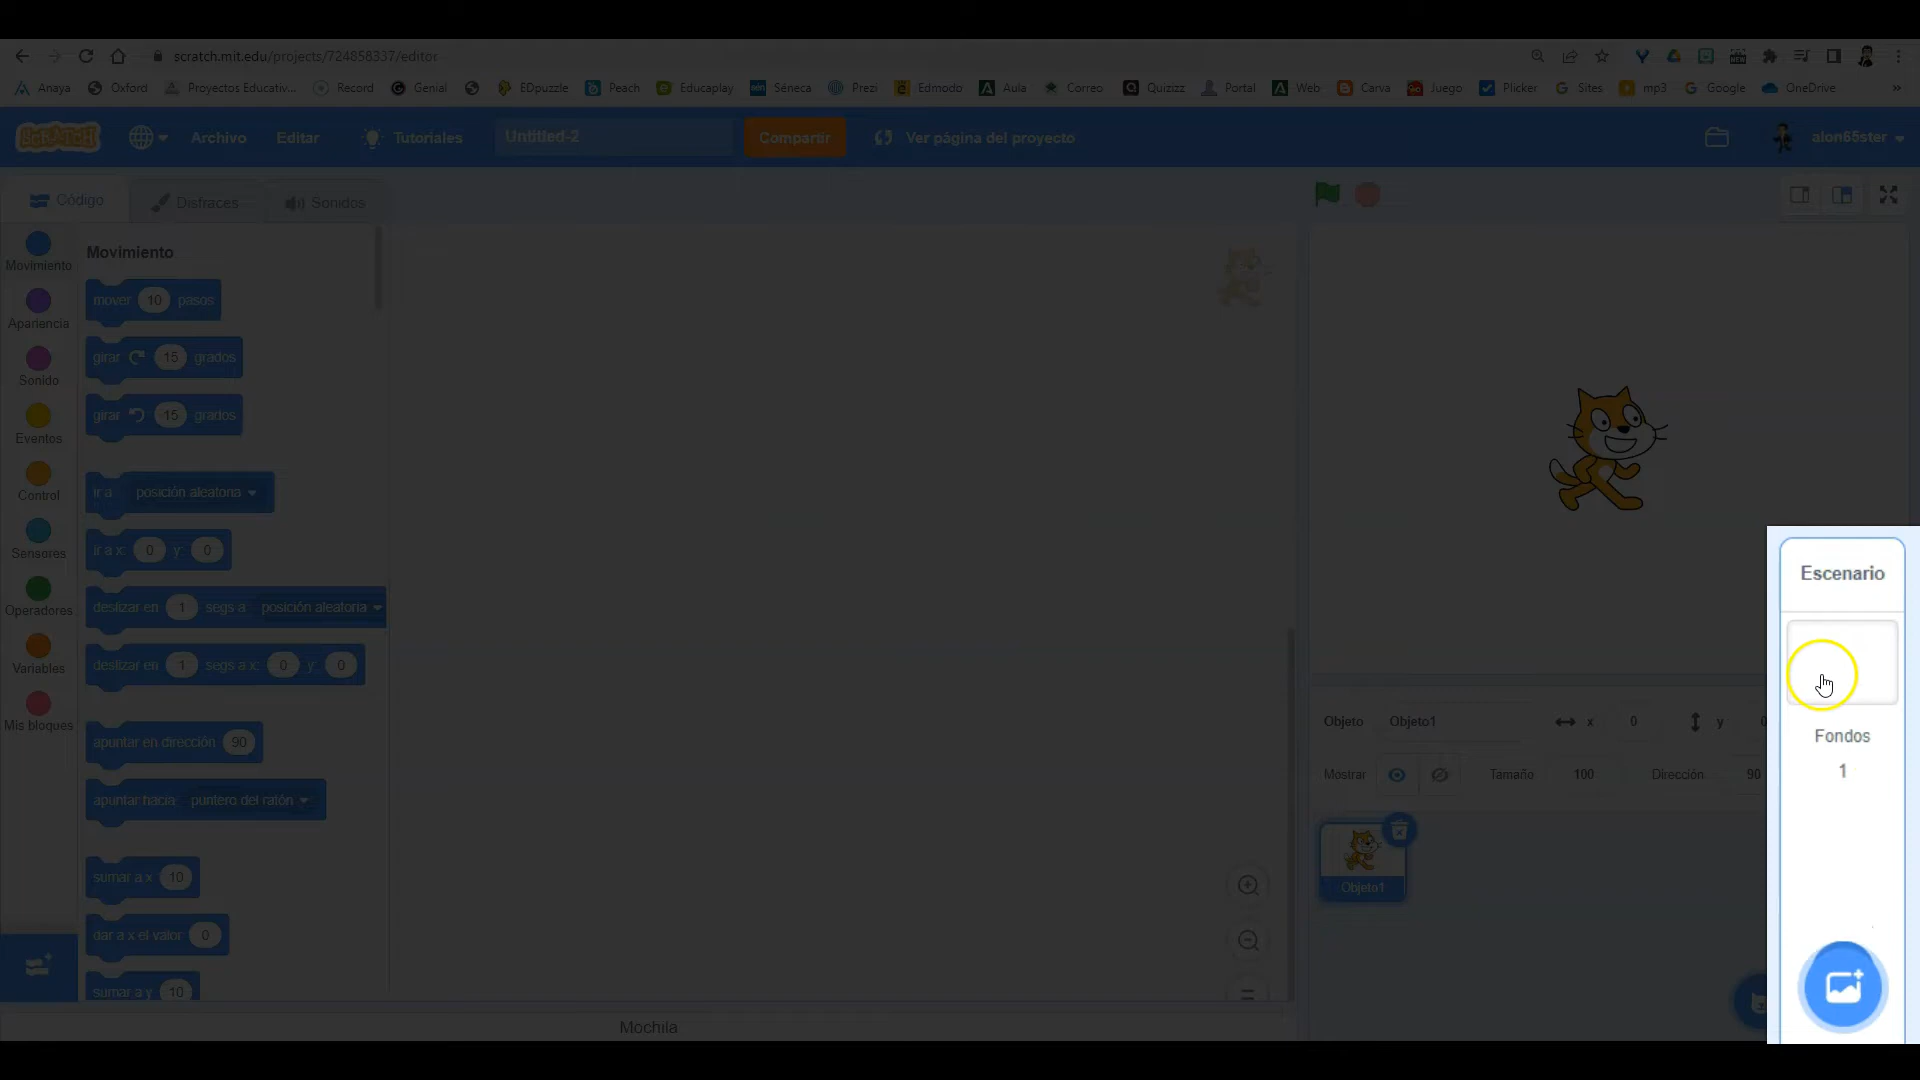 scratch.mit.edu/projects/724858337/editor
Anaya Oxford Proyectos Educativ... Record Genial EDpuzzle Peach Educaplay Séneca Prezi Edmodo Aula Correo Quizizz Portal Web Carva Juego Plicker Sites mp3 Google OneDrive »
SCRATCH Archivo Editar Tutoriales Untitled-2 Compartir Ver página del proyecto alon65ster
Código Disfraces Sonidos
Movimiento
Apariencia
Sonido
Eventos
Control
Sensores
Operadores
Variables
Mis bloques
Movimiento
mover 10 pasos
girar 15 grados
girar 15 grados
ir a posición aleatoria
ir a x: 0 y: 0
deslizar en 1 segs a posición aleatoria
deslizar en 1 segs a x: 0 y: 0
apuntar en dirección 90
apuntar hacia puntero del ratón
sumar a x 10
dar a x el valor 0
sumar a y 10
Mochila
Objeto Objeto1 x 0 y 0
Mostrar Tamaño 100 Dirección 90
Objeto1
Escenario
Fondos
1